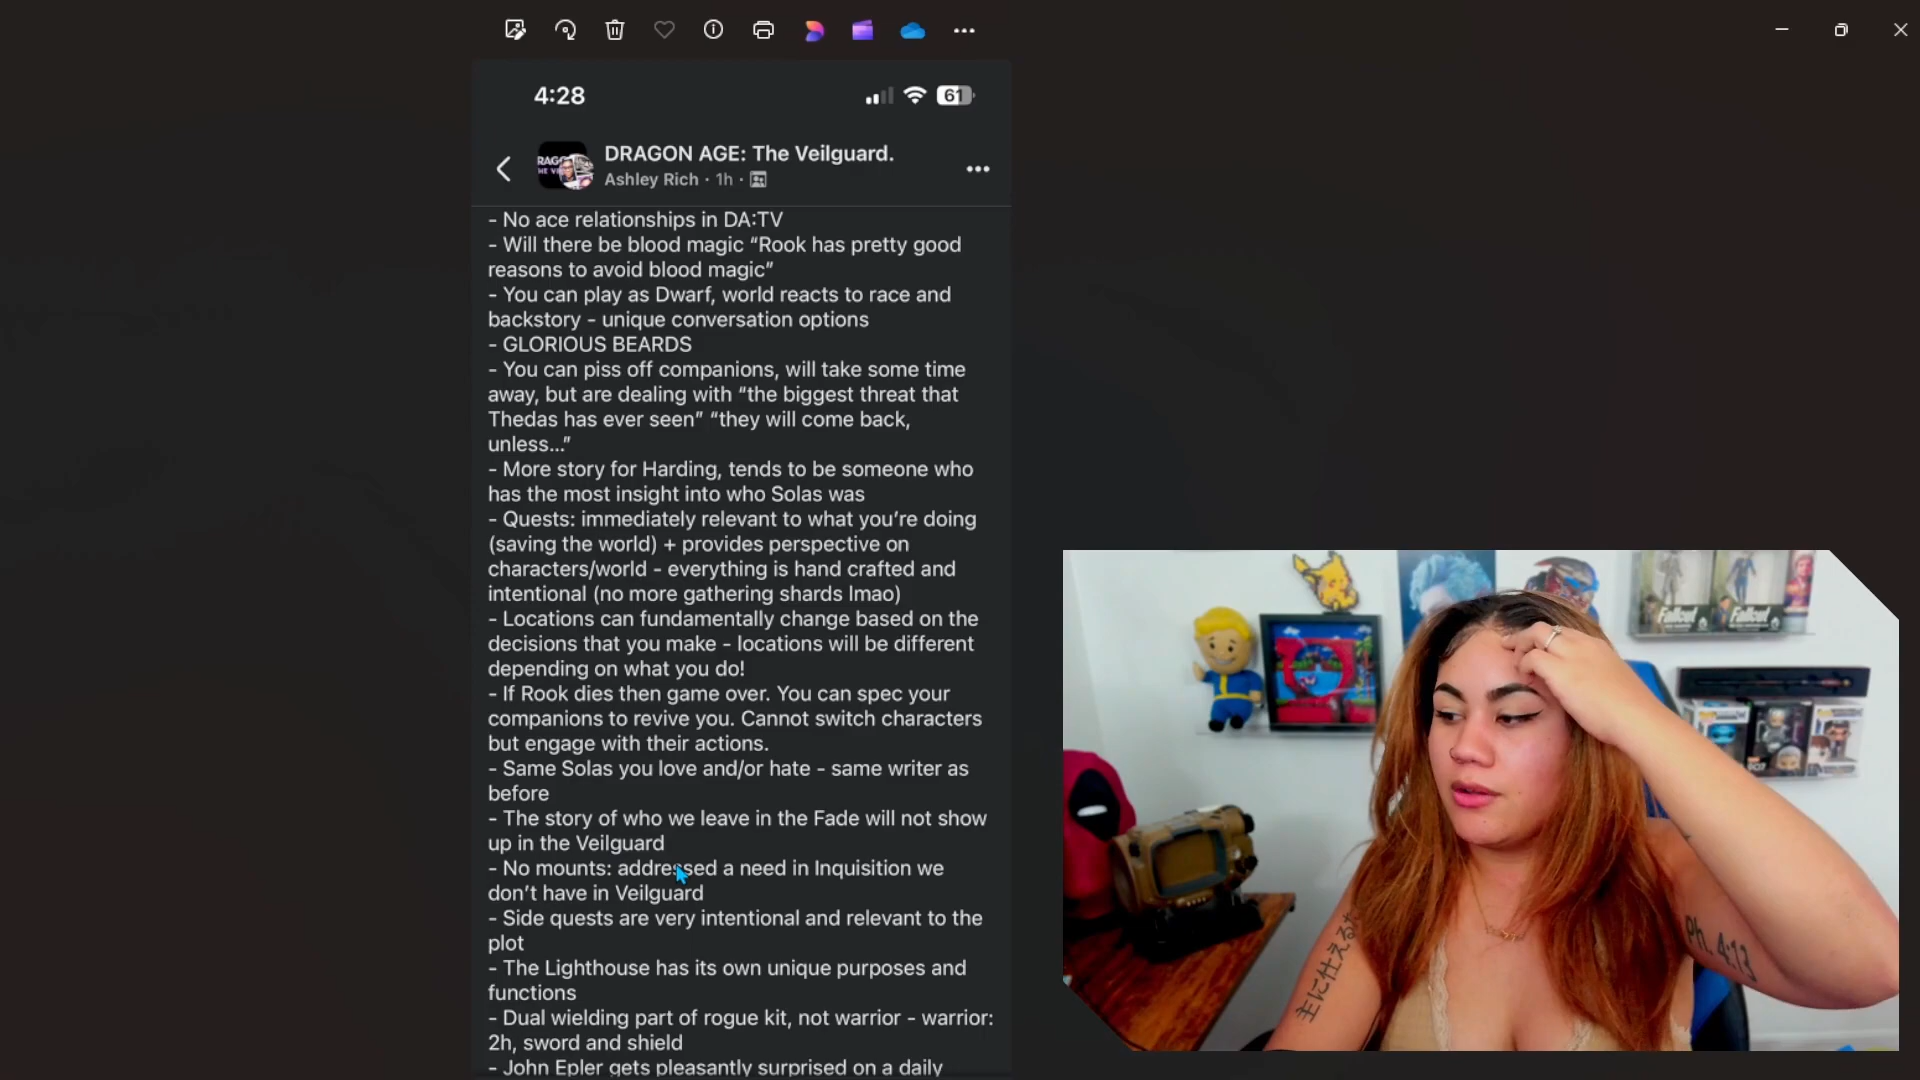 4:28
61
DRAGON AGE: The Veilguard.
Ashley Rich · 1h ·
- No ace relationships in DA:TV
- Will there be blood magic “Rook has pretty good
reasons to avoid blood magic”
- You can play as Dwarf, world reacts to race and
backstory - unique conversation options
- GLORIOUS BEARDS
- You can piss off companions, will take some time
away, but are dealing with “the biggest threat that
Thedas has ever seen” “they will come back,
unless...”
- More story for Harding, tends to be someone who
has the most insight into who Solas was
- Quests: immediately relevant to what you’re doing
(saving the world) + provides perspective on
characters/world - everything is hand crafted and
intentional (no more gathering shards lmao)
- Locations can fundamentally change based on the
decisions that you make - locations will be different
depending on what you do!
- If Rook dies then game over. You can spec your
companions to revive you. Cannot switch characters
but engage with their actions.
- Same Solas you love and/or hate - same writer as
before
- The story of who we leave in the Fade will not show
up in the Veilguard
- No mounts: addressed a need in Inquisition we
don’t have in Veilguard
- Side quests are very intentional and relevant to the
plot
- The Lighthouse has its own unique purposes and
functions
- Dual wielding part of rogue kit, not warrior - warrior:
2h, sword and shield
- John Epler gets pleasantly surprised on a daily
Fallout
Fallout
主に仕える
Ph. 4:13